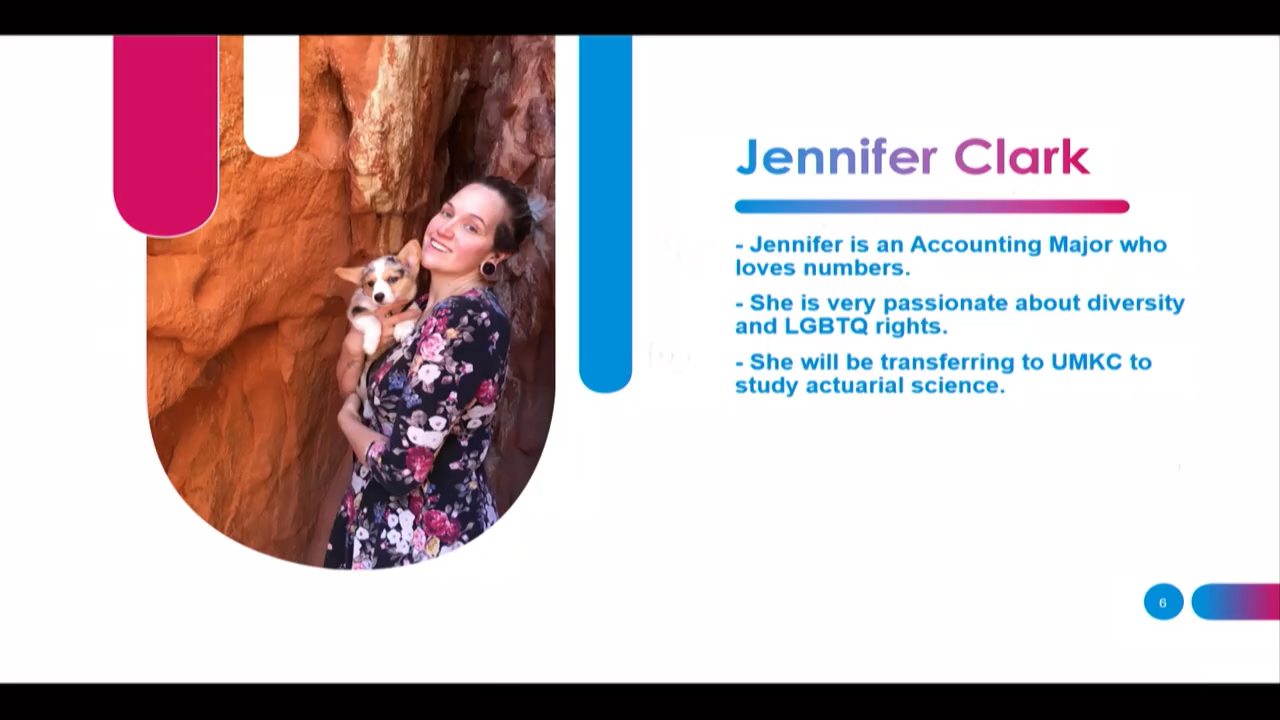 Jennifer Clark
- Jennifer is an Accounting Major who
loves numbers.
- She is very passionate about diversity
and LGBTQ rights.
- She will be transferring to UMKC to
study actuarial science.
6